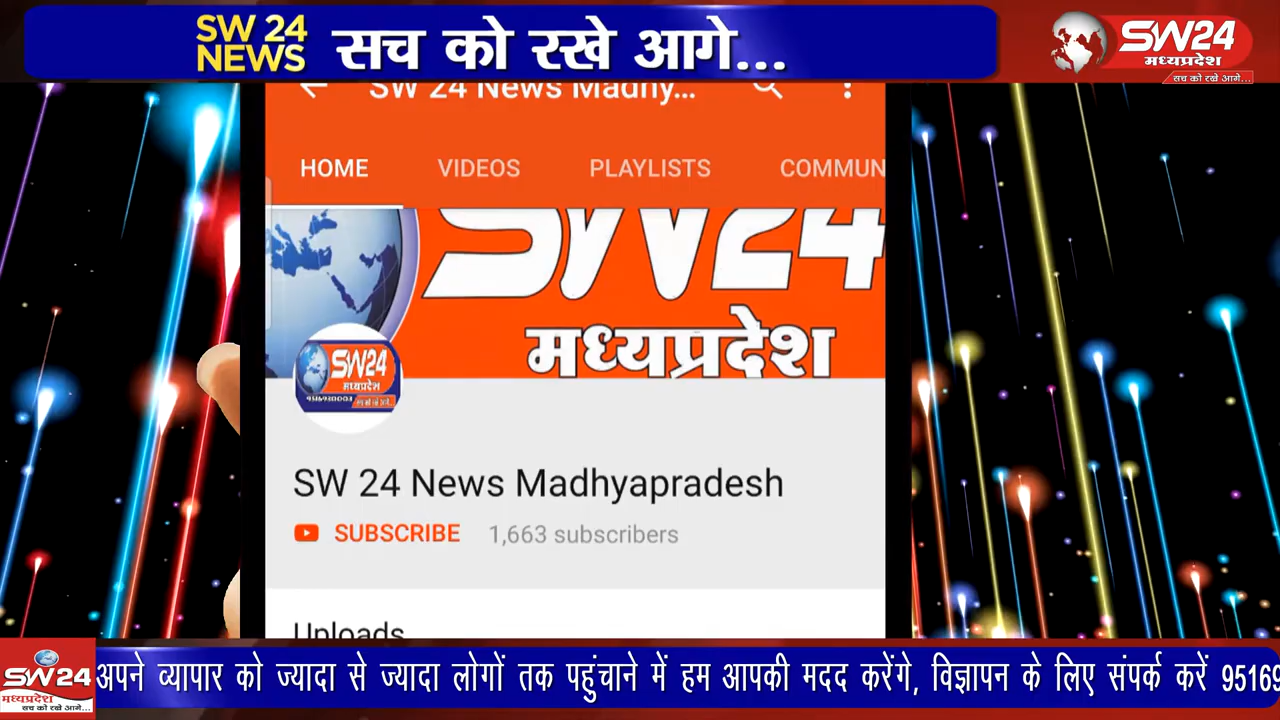 SW 24
NEWS
सच को रखे आगे...
SW24
मध्यप्रदेश
सच को रखे आगे...
SW 24 News Madhy...
HOME VIDEOS PLAYLISTS COMMUN
SW24
मध्यप्रदेश
SW24
मध्यप्रदेश
SW 24 News Madhyapradesh
SUBSCRIBE 1,663 subscribers
Uploads
SW24
मध्यप्रदेश
सच को रखे आगे...
अपने व्यापार को ज्यादा से ज्यादा लोगों तक पहुंचाने में हम आपकी मदद करेंगे, विज्ञापन के लिए संपर्क करें 95169